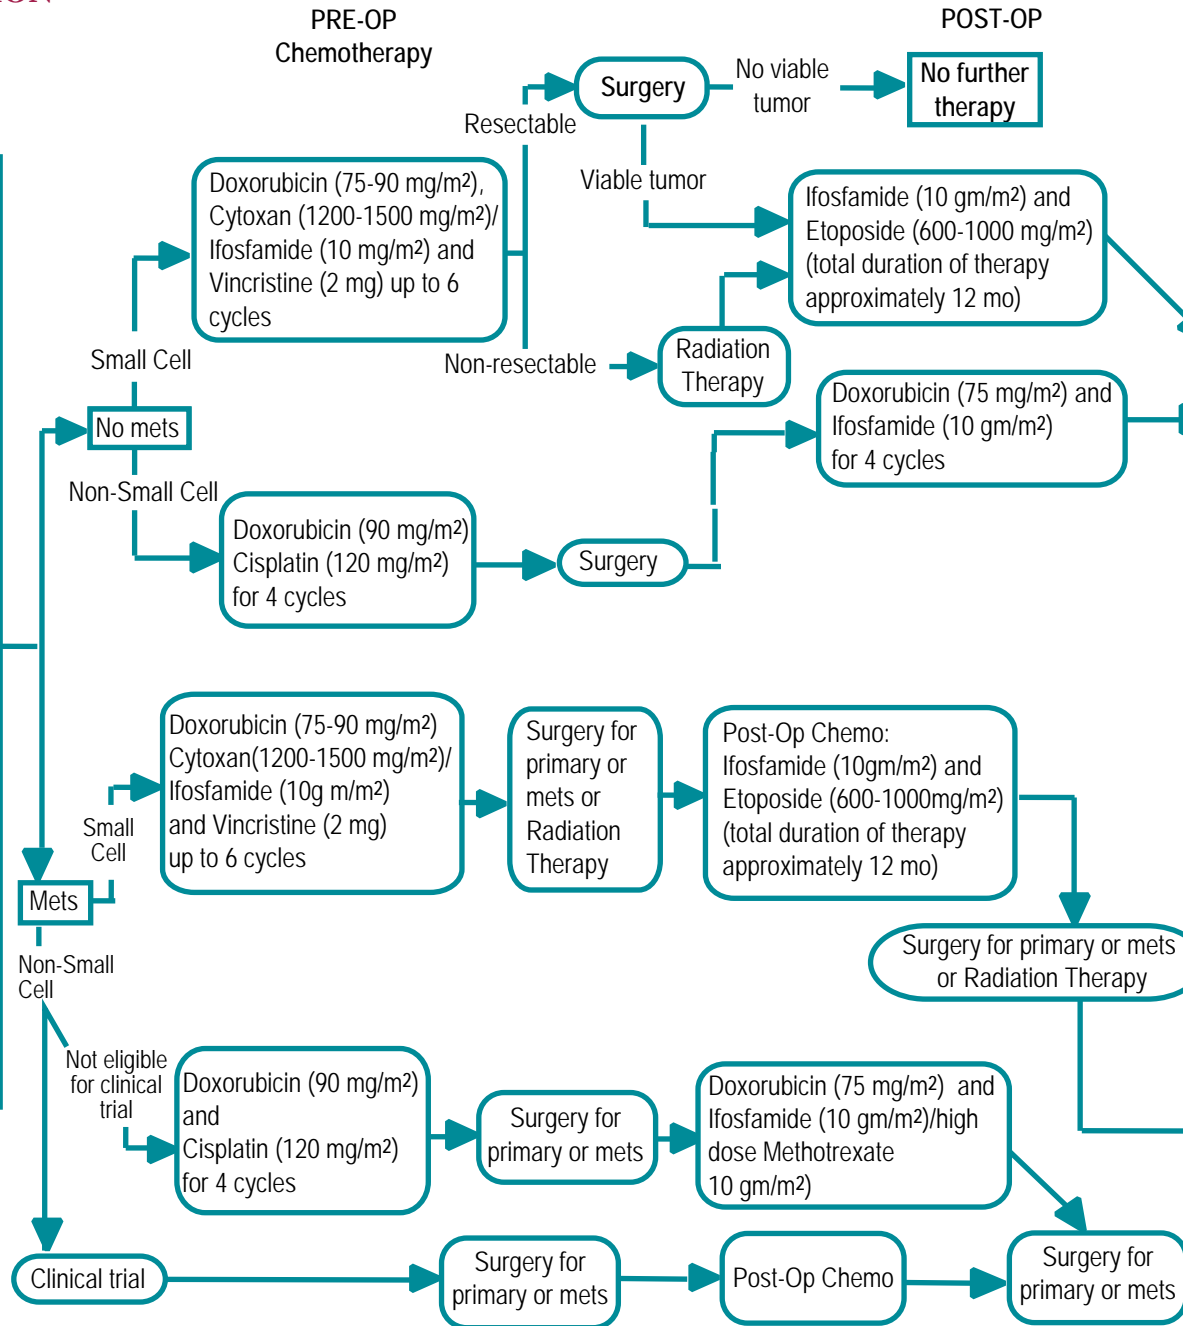 PRE-OP
Chemotherapy
POST-OP
Surgery
No viable
tumor
No further
therapy
Resectable
Viable tumor
Doxorubicin (75-90 mg/m²),
Cytoxan (1200-1500 mg/m²)/
Ifosfamide (10 mg/m²) and
Vincristine (2 mg) up to 6
cycles
Ifosfamide (10 gm/m²) and
Etoposide (600-1000 mg/m²)
(total duration of therapy
approximately 12 mo)
Small Cell
Non-resectable
Radiation
Therapy
No mets
Doxorubicin (75 mg/m²) and
Ifosfamide (10 gm/m²)
for 4 cycles
Non-Small Cell
Doxorubicin (90 mg/m²)
Cisplatin (120 mg/m²)
for 4 cycles
Surgery
Doxorubicin (75-90 mg/m²)
Cytoxan(1200-1500 mg/m²)/
Ifosfamide (10g m/m²)
and Vincristine (2 mg)
up to 6 cycles
Surgery for
primary or
mets or
Radiation
Therapy
Post-Op Chemo:
Ifosfamide (10gm/m²) and
Etoposide (600-1000mg/m²)
(total duration of therapy
approximately 12 mo)
Small
Cell
Mets
Surgery for primary or mets
or Radiation Therapy
Non-Small
Cell
Not eligible
for clinical
trial
Doxorubicin (90 mg/m²)
and
Cisplatin (120 mg/m²)
for 4 cycles
Surgery for
primary or mets
Doxorubicin (75 mg/m²) and
Ifosfamide (10 gm/m²)/high
dose Methotrexate
10 gm/m²)
Clinical trial
Surgery for
primary or mets
Post-Op Chemo
Surgery for
primary or mets